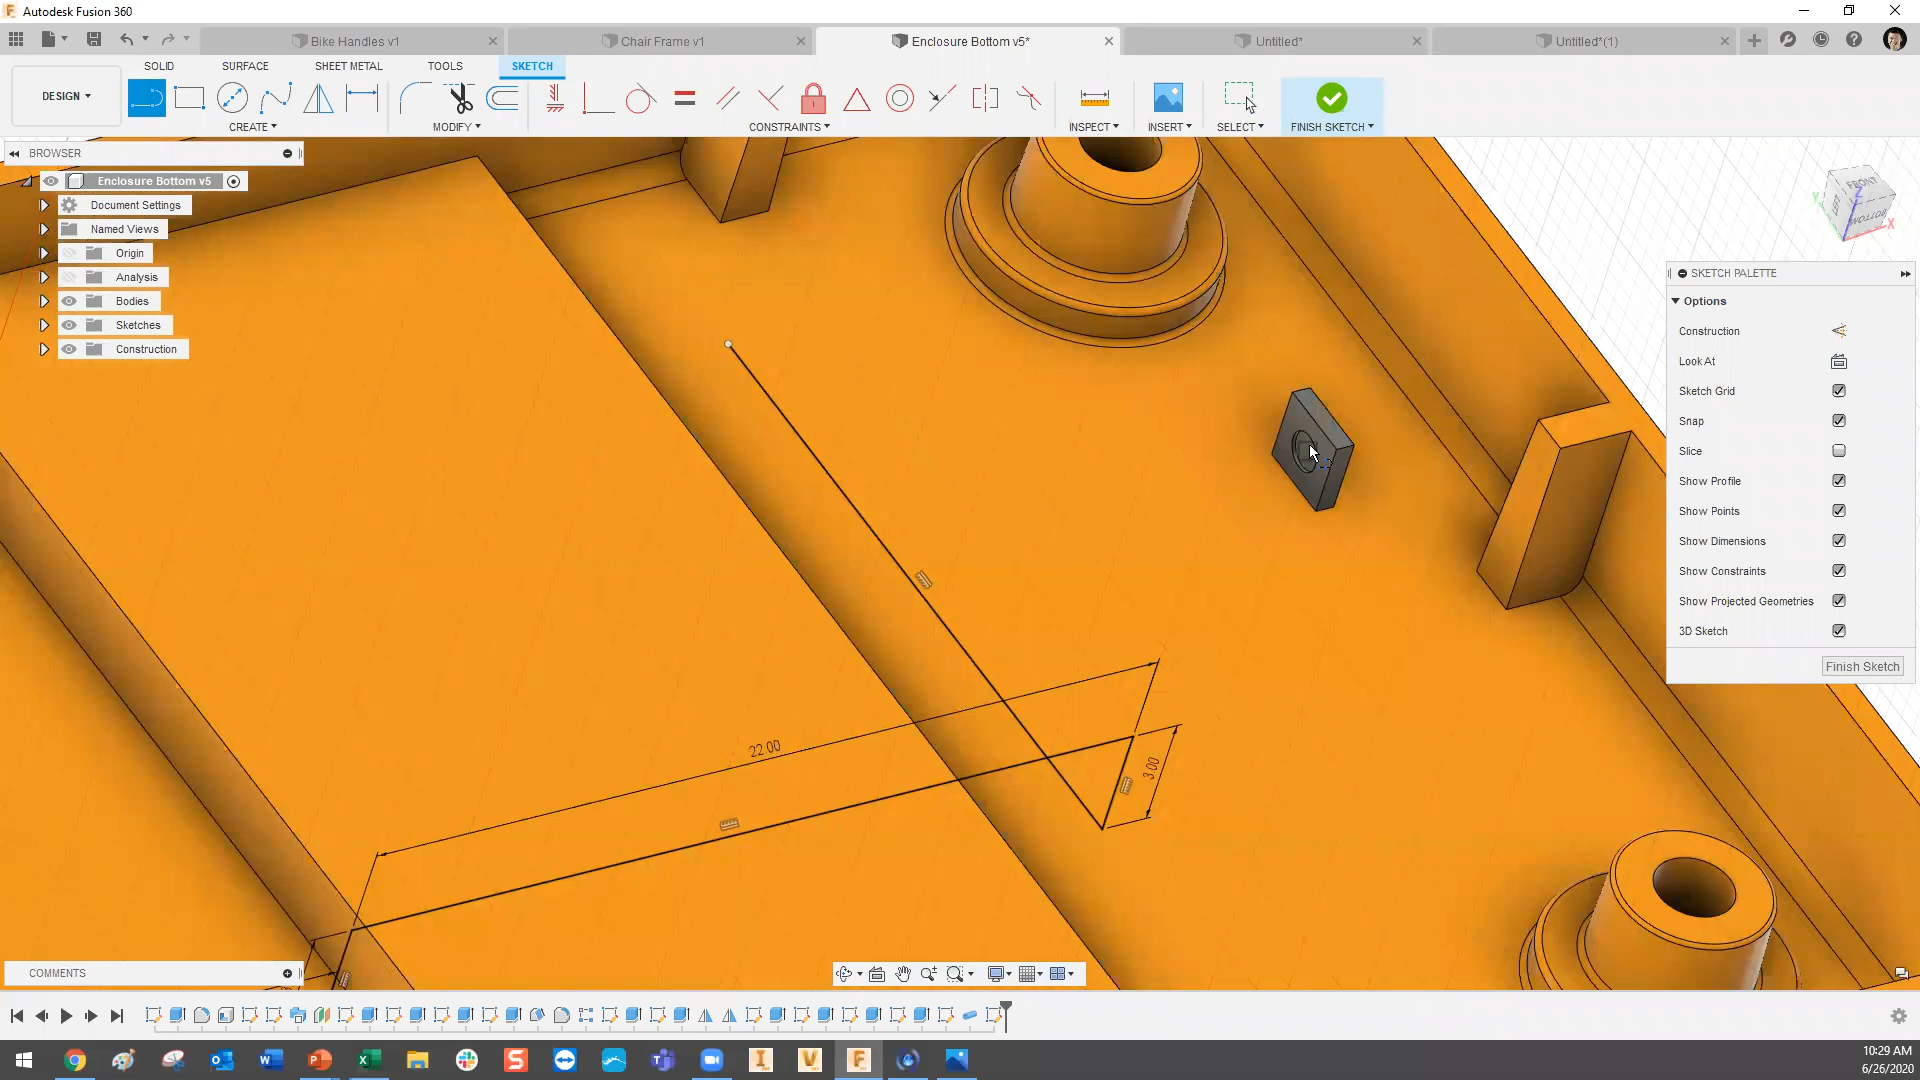 Autodesk Fusion 360
Bike Handles v1
Chair Frame v1
Enclosure Bottom v5*
Untitled*
Untitled*(1)
SOLID
SURFACE
SHEET METAL
TOOLS
SKETCH
DESIGN
CREATE
MODIFY
CONSTRAINTS
INSPECT
INSERT
SELECT
FINISH SKETCH
BROWSER
Enclosure Bottom v5
Document Settings
Named Views
Origin
Analysis
Bodies
Sketches
Construction
FRONT
BOTTOM
Z
Y
X
SKETCH PALETTE
Options
Construction
Look At
Sketch Grid
Snap
Slice
Show Profile
Show Points
Show Dimensions
Show Constraints
Show Projected Geometries
3D Sketch
Finish Sketch
22.00
3.00
COMMENTS
10:29 AM
6/26/2020